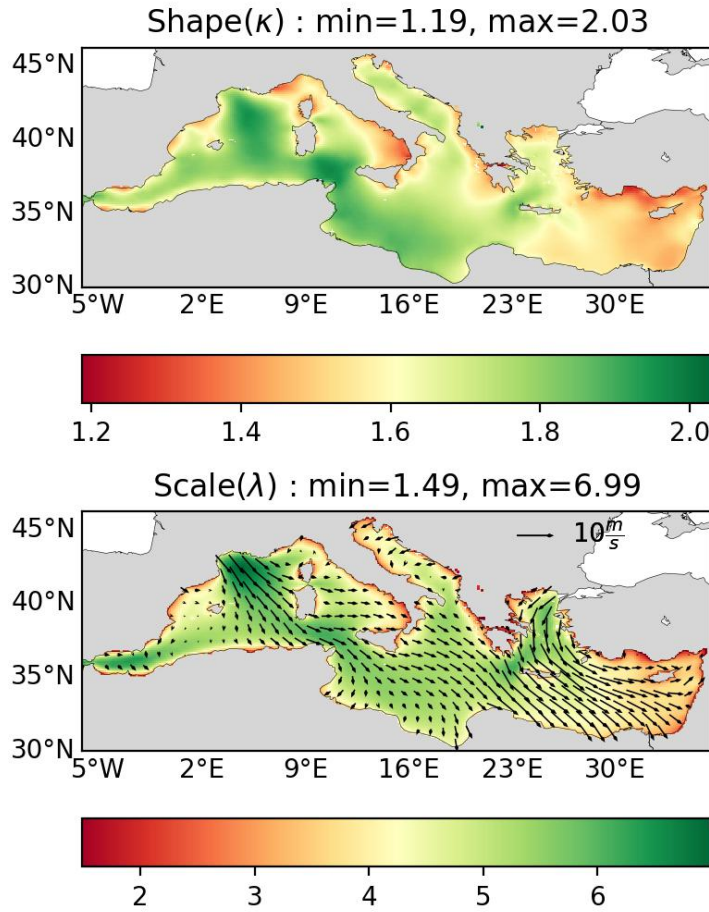 Shape(κ) : min=1.19, max=2.03
45°N
40°N
35°N
30°N
5°W 2°E 9°E 16°E 23°E 30°E
1.2 1.4 1.6 1.8 2.0
Scale(λ) : min=1.49, max=6.99
10 m/s
45°N
40°N
35°N
30°N
5°W 2°E 9°E 16°E 23°E 30°E
2 3 4 5 6